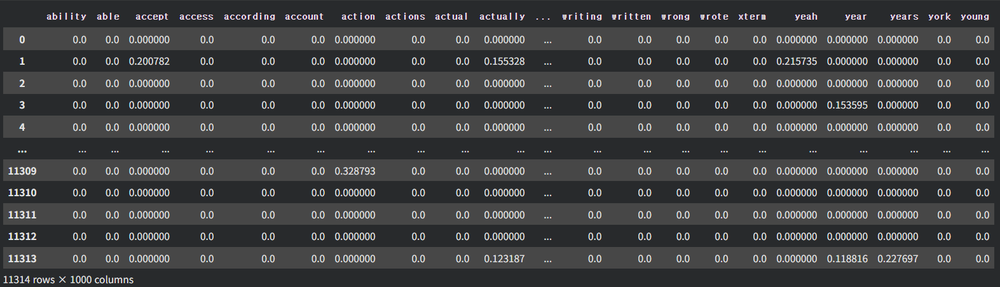 ability able accept access according account action actions actual actually ... writing written wrong wrote xterm yeah year years york young
0 0.0 0.0 0.000000 0.0 0.0 0.0 0.000000 0.0 0.0 0.000000 ... 0.0 0.0 0.0 0.0 0.0 0.000000 0.000000 0.000000 0.0 0.0
1 0.0 0.0 0.200782 0.0 0.0 0.0 0.000000 0.0 0.0 0.155328 ... 0.0 0.0 0.0 0.0 0.0 0.215735 0.000000 0.000000 0.0 0.0
2 0.0 0.0 0.000000 0.0 0.0 0.0 0.000000 0.0 0.0 0.000000 ... 0.0 0.0 0.0 0.0 0.0 0.000000 0.000000 0.000000 0.0 0.0
3 0.0 0.0 0.000000 0.0 0.0 0.0 0.000000 0.0 0.0 0.000000 ... 0.0 0.0 0.0 0.0 0.0 0.000000 0.153595 0.000000 0.0 0.0
4 0.0 0.0 0.000000 0.0 0.0 0.0 0.000000 0.0 0.0 0.000000 ... 0.0 0.0 0.0 0.0 0.0 0.000000 0.000000 0.000000 0.0 0.0
... ... ... ... ... ... ... ... ... ... ... ... ... ... ... ... ... ... ... ... ... ...
11309 0.0 0.0 0.000000 0.0 0.0 0.0 0.328793 0.0 0.0 0.000000 ... 0.0 0.0 0.0 0.0 0.0 0.000000 0.000000 0.000000 0.0 0.0
11310 0.0 0.0 0.000000 0.0 0.0 0.0 0.000000 0.0 0.0 0.000000 ... 0.0 0.0 0.0 0.0 0.0 0.000000 0.000000 0.000000 0.0 0.0
11311 0.0 0.0 0.000000 0.0 0.0 0.0 0.000000 0.0 0.0 0.000000 ... 0.0 0.0 0.0 0.0 0.0 0.000000 0.000000 0.000000 0.0 0.0
11312 0.0 0.0 0.000000 0.0 0.0 0.0 0.000000 0.0 0.0 0.000000 ... 0.0 0.0 0.0 0.0 0.0 0.000000 0.000000 0.000000 0.0 0.0
11313 0.0 0.0 0.000000 0.0 0.0 0.0 0.000000 0.0 0.0 0.123187 ... 0.0 0.0 0.0 0.0 0.0 0.000000 0.118816 0.227697 0.0 0.0
11314 rows × 1000 columns